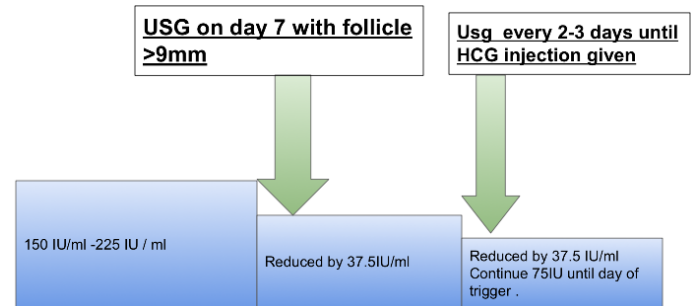 USG on day 7 with follicle
>9mm
Usg every 2-3 days until
HCG injection given
150 IU/ml -225 IU / ml
Reduced by 37.5IU/ml
Reduced by 37.5 IU/ml
Continue 75IU until day of
trigger .